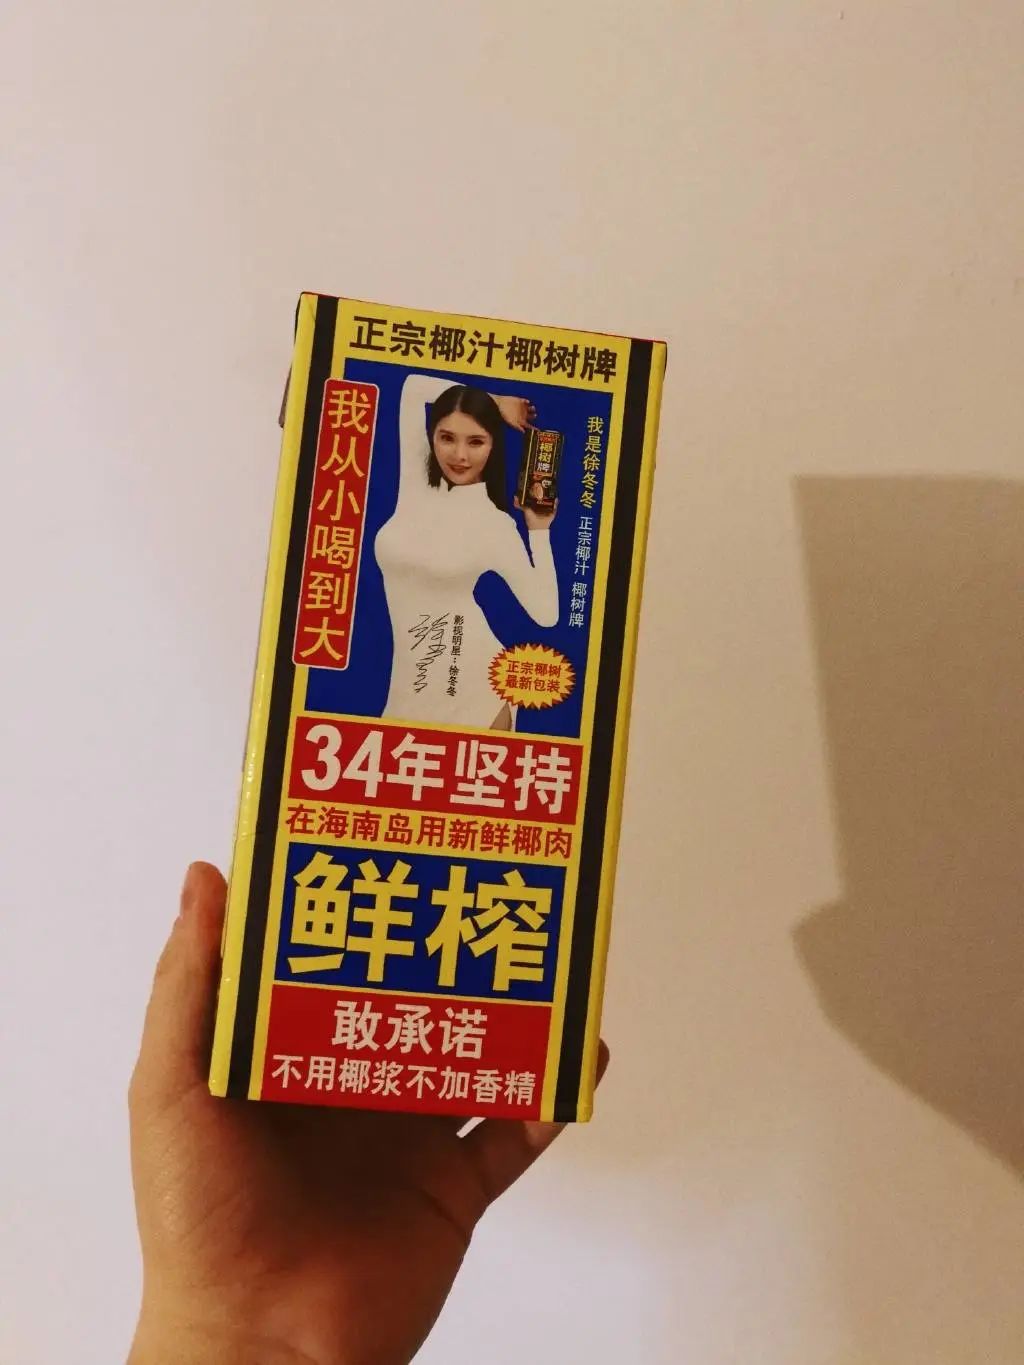 正宗椰汁椰树牌
我从小喝到大
我是徐冬冬
正宗椰汁 椰树牌
椰树牌
影视明星：徐冬冬
正宗椰树
最新包装
34年坚持
在海南岛用新鲜椰肉
鲜榨
敢承诺
不用椰浆不加香精